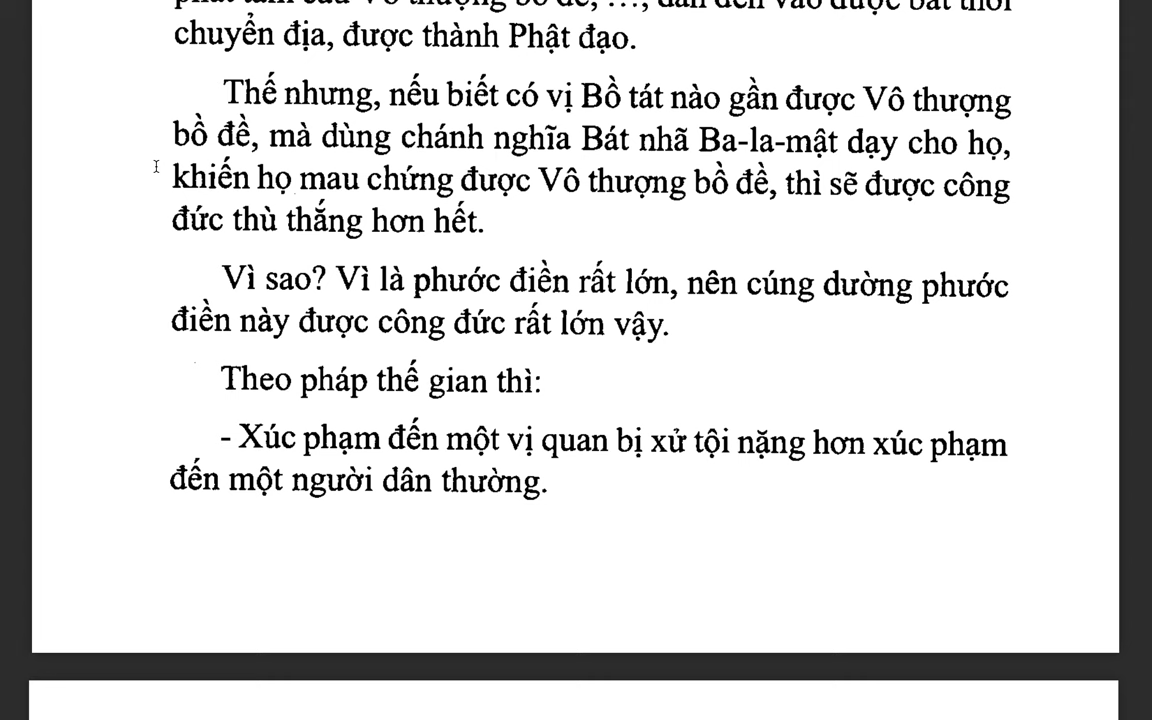 chuyển địa, được thành Phật đạo.
Thế nhưng, nếu biết có vị Bồ tát nào gần được Vô thượng
bồ đề, mà dùng chánh nghĩa Bát nhã Ba-la-mật dạy cho họ,
khiến họ mau chứng được Vô thượng bồ đề, thì sẽ được công
đức thù thắng hơn hết.
Vì sao? Vì là phước điền rất lớn, nên cúng dường phước
điền này được công đức rất lớn vậy.
Theo pháp thế gian thì:
- Xúc phạm đến một vị quan bị xử tội nặng hơn xúc phạm
đến một người dân thường.